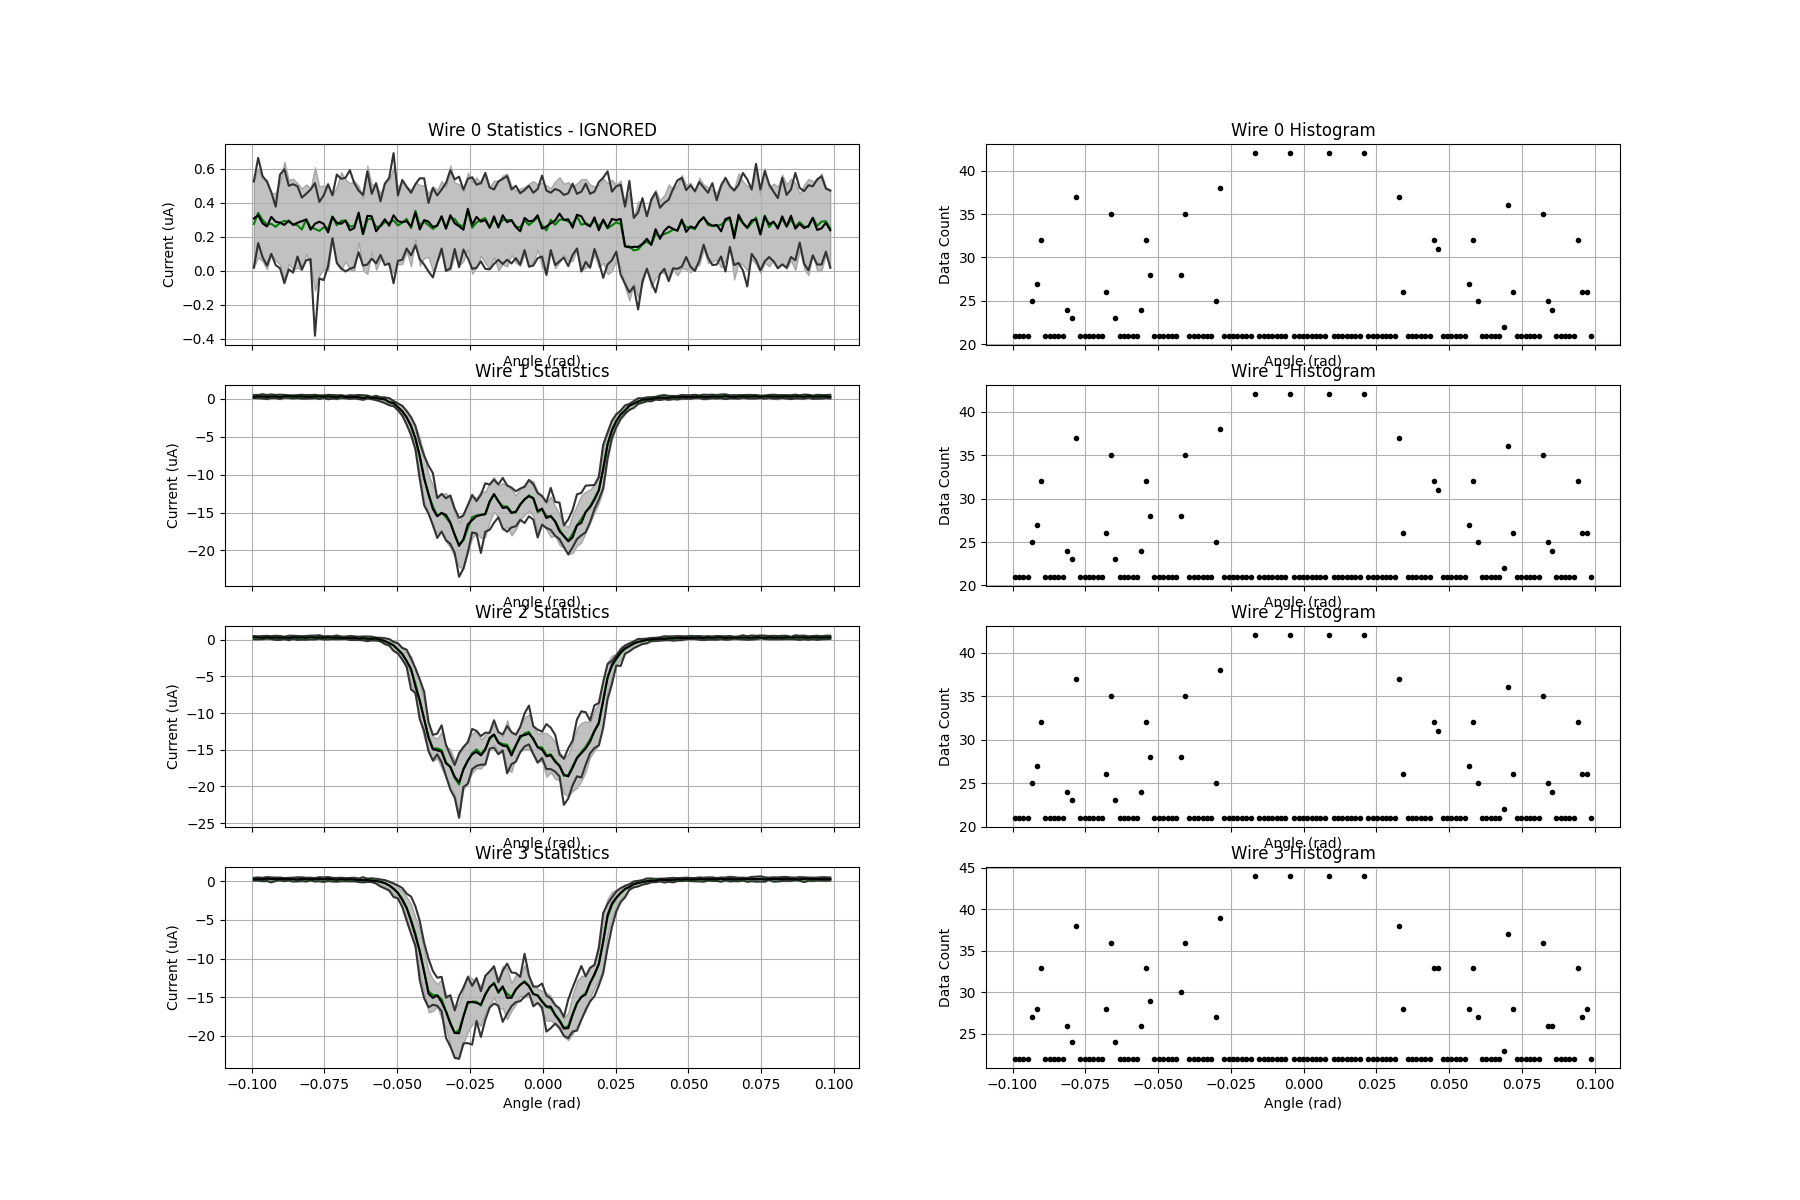 Wire 0 Statistics - IGNORED
Current (uA)
0.6
0.4
0.2
0.0
−0.2
−0.4
Angle (rad)
Wire 0 Histogram
Data Count
40
35
30
25
20
Angle (rad)
Wire 1 Statistics
Current (uA)
0
−5
−10
−15
−20
Angle (rad)
Wire 1 Histogram
Data Count
40
35
30
25
20
Angle (rad)
Wire 2 Statistics
Current (uA)
0
−5
−10
−15
−20
−25
Angle (rad)
Wire 2 Histogram
Data Count
40
35
30
25
20
Angle (rad)
Wire 3 Statistics
Current (uA)
0
−5
−10
−15
−20
−0.100 −0.075 −0.050 −0.025 0.000 0.025 0.050 0.075 0.100
Angle (rad)
Wire 3 Histogram
Data Count
45
40
35
30
25
−0.100 −0.075 −0.050 −0.025 0.000 0.025 0.050 0.075 0.100
Angle (rad)